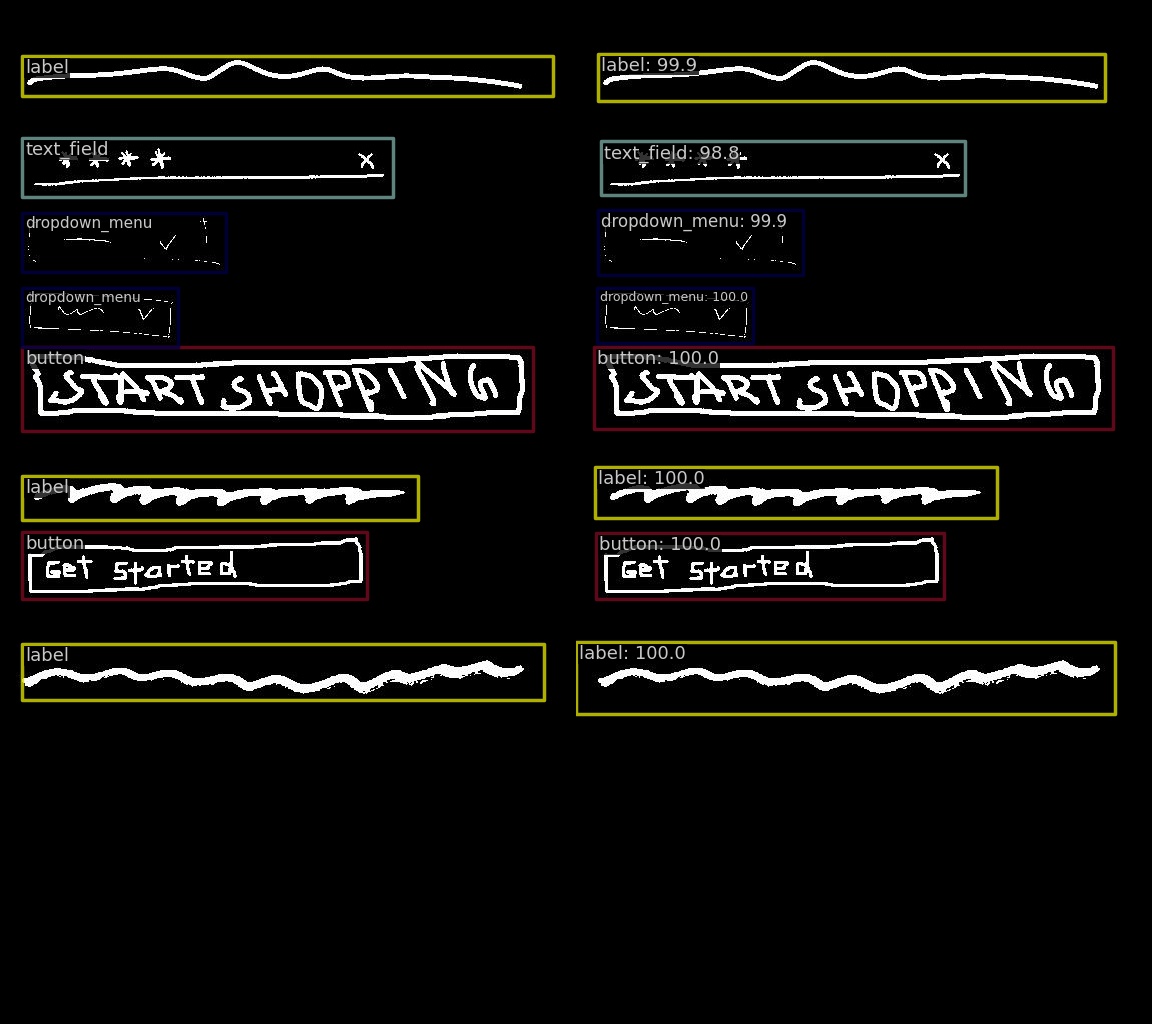 label label: 99.9
text_field text_field: 98.8
* * * * × * * * * ×
dropdown_menu dropdown_menu: 99.9
dropdown_menu dropdown_menu: 100.0
button button: 100.0
START SHOPPING START SHOPPING
label label: 100.0
button button: 100.0
Get Started Get Started
label label: 100.0